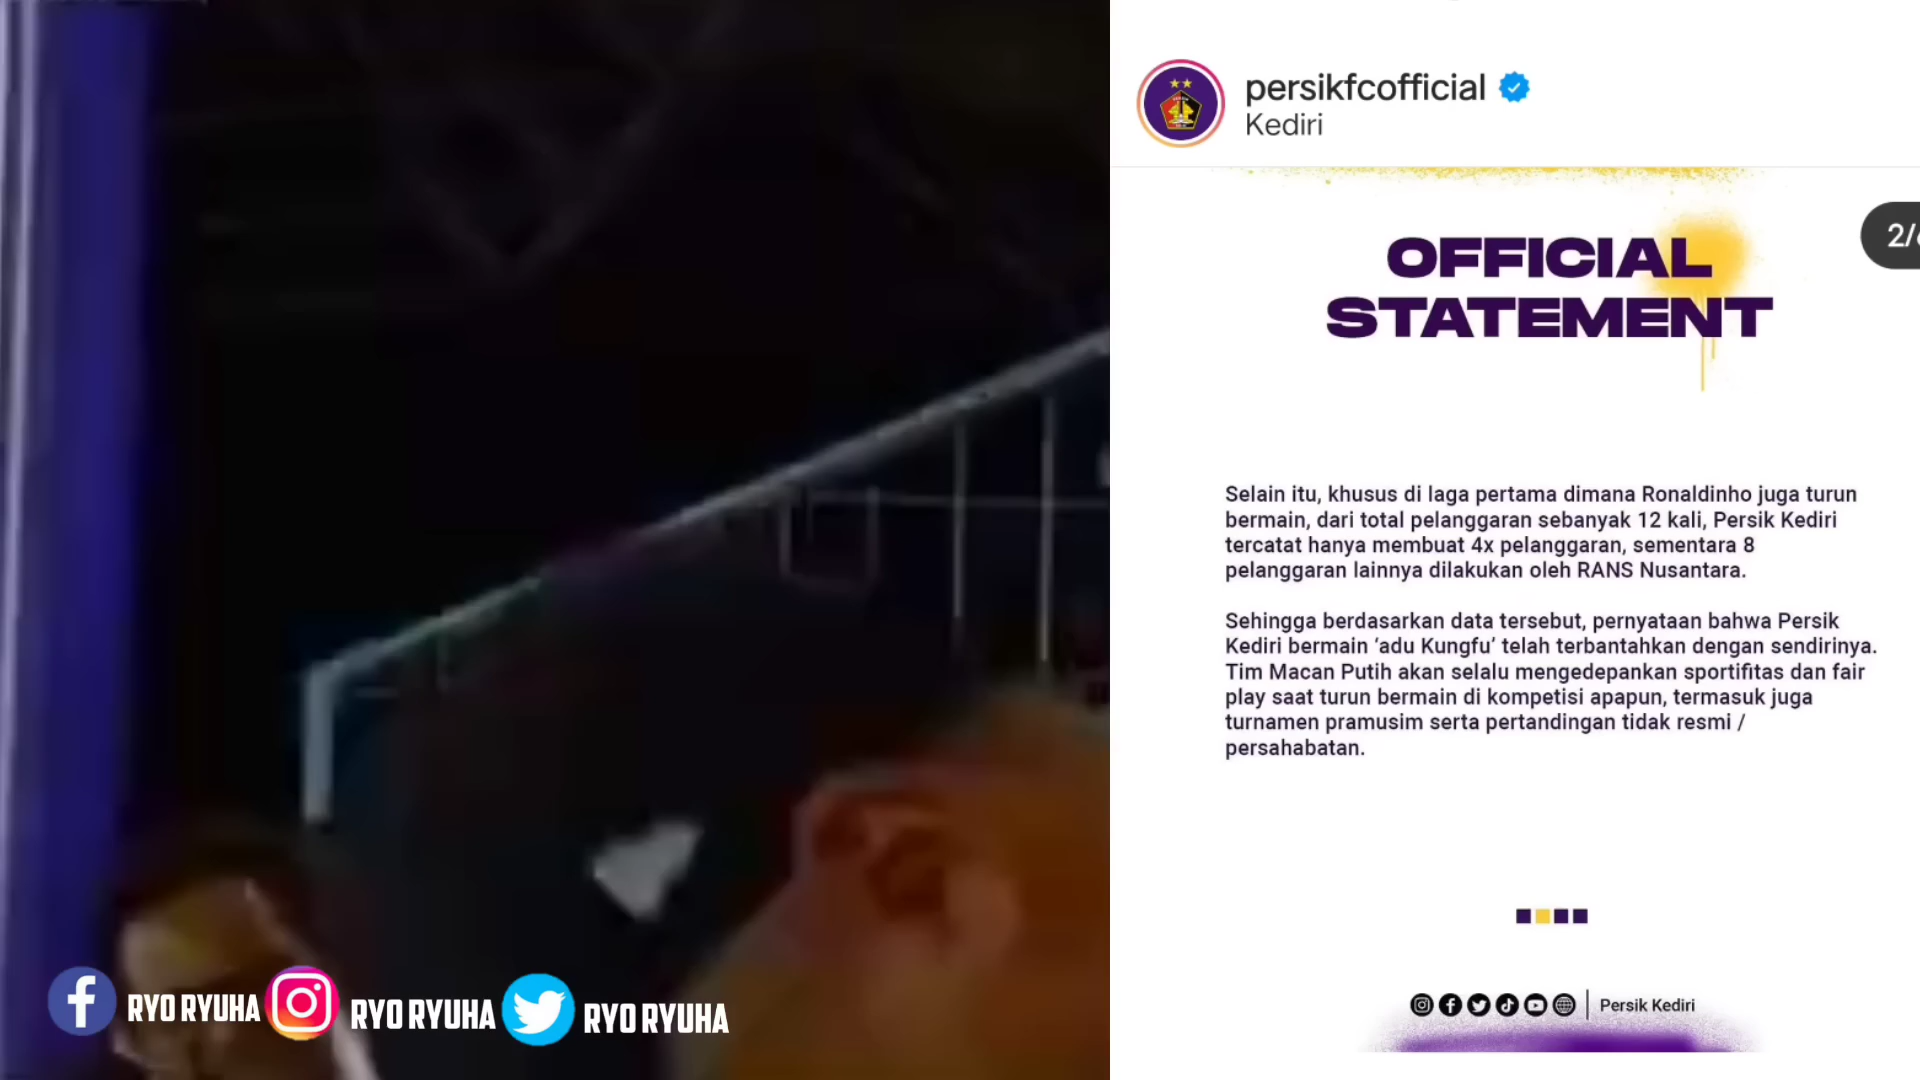 persikfcofficial
Kediri
2/
OFFICIAL
STATEMENT
Selain itu, khusus di laga pertama dimana Ronaldinho juga turun
bermain, dari total pelanggaran sebanyak 12 kali, Persik Kediri
tercatat hanya membuat 4x pelanggaran, sementara 8
pelanggaran lainnya dilakukan oleh RANS Nusantara.
Sehingga berdasarkan data tersebut, pernyataan bahwa Persik
Kediri bermain ‘adu Kungfu’ telah terbantahkan dengan sendirinya.
Tim Macan Putih akan selalu mengedepankan sportifitas dan fair
play saat turun bermain di kompetisi apapun, termasuk juga
turnamen pramusim serta pertandingan tidak resmi /
persahabatan.
Persik Kediri
RYO RYUHA RYO RYUHA RYO RYUHA